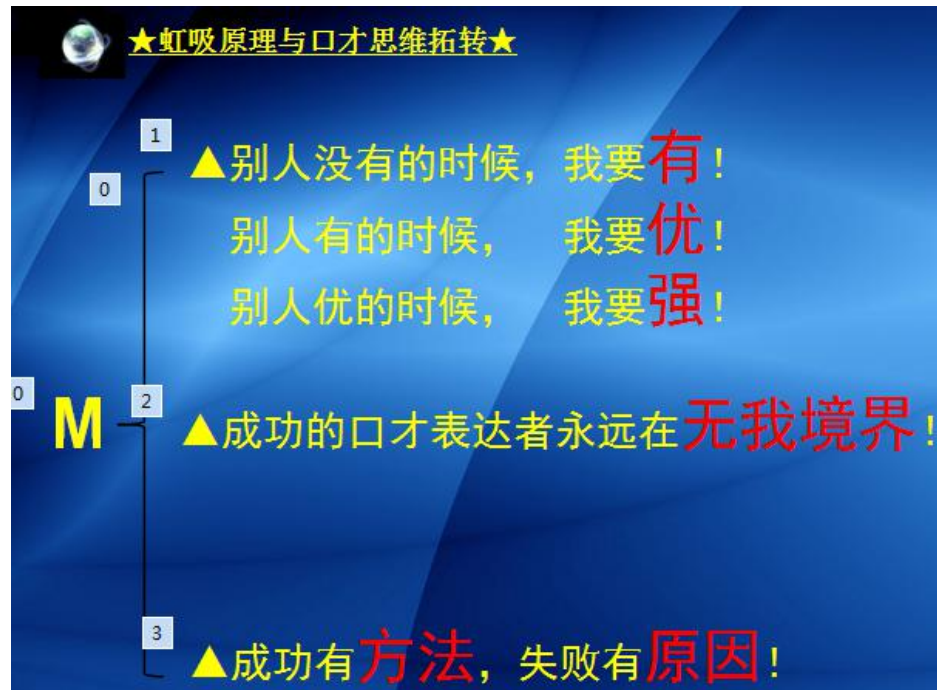 ★虹吸原理与口才思维拓转★
1
▲别人没有的时候，我要有！
0
别人有的时候， 我要优！
别人优的时候， 我要强！
0
2
M
▲成功的口才表达者永远在无我境界！
3
▲成功有方法，失败有原因！